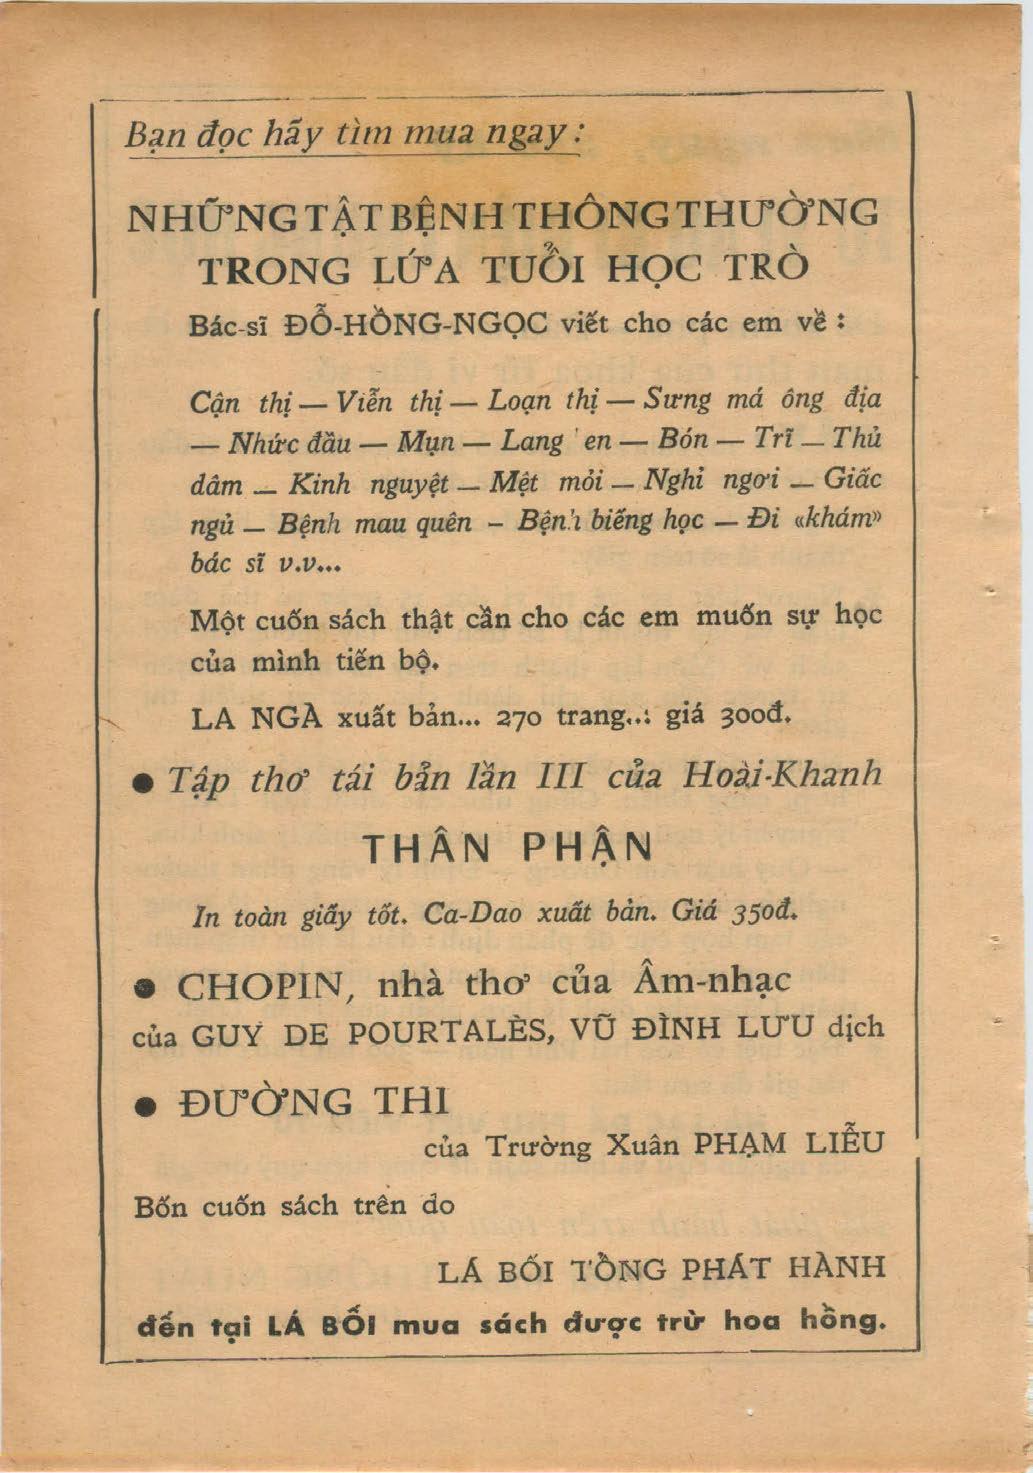 Bạn đọc hãy tìm mua ngay :
NHỮNG TẬT BỆNH THÔNG THƯỜNG
TRONG LỨA TUỔI HỌC TRÒ
Bác-sĩ ĐỖ-HỒNG-NGỌC viết cho các em về :
Cận thị — Viễn thị — Loạn thị — Sưng má ông địa
— Nhức đầu — Mụn — Lang en — Bón — Trĩ — Thủ
dâm — Kinh nguyệt — Mệt mỏi — Nghỉ ngơi — Giấc
ngủ — Bệnh mau quên – Bệnh biếng học — Đi «khám»
bác sĩ v.v...
Một cuốn sách thật cần cho các em muốn sự học
của mình tiến bộ.
LA NGÀ xuất bản... 270 trang... giá 300đ.
● Tập thơ tái bản lần III của Hoài-Khanh
THÂN PHẬN
In toàn giấy tốt. Ca-Dao xuất bản. Giá 350đ.
● CHOPIN, nhà thơ của Âm-nhạc
của GUY DE POURTALÈS, VŨ ĐÌNH LƯU dịch
● ĐƯỜNG THI
của Trường Xuân PHẠM LIỄU
Bốn cuốn sách trên do
LÁ BỐI TỔNG PHÁT HÀNH
đến tại LÁ BỐI mua sách được trừ hoa hồng.